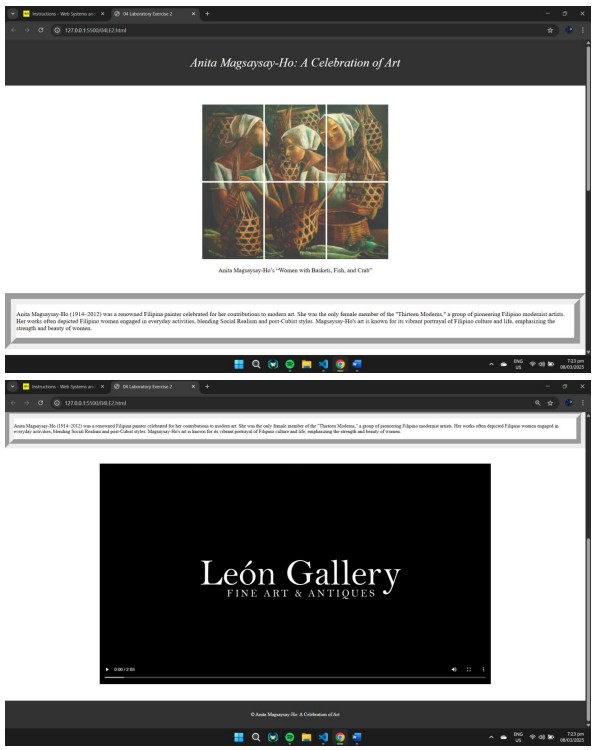 Instructions - Web Systems an
04 Laboratory Exercise 2
127.0.0.1:5500/04LE2.html
Anita Magsaysay-Ho: A Celebration of Art
Anita Magsaysay-Ho's “Women with Baskets, Fish, and Crab”
Anita Magsaysay-Ho (1914–2012) was a renowned Filipina painter celebrated for her contributions to modern art. She was the only female member of the "Thirteen Moderns," a group of pioneering Filipino modernist artists.
Her works often depicted Filipino women engaged in everyday activities, blending Social Realism and post-Cubist styles. Magsaysay-Ho's art is known for its vibrant portrayal of Filipino culture and life, emphasizing the
strength and beauty of women.
ENG
US
7:23 pm
08/03/2025
Instructions - Web Systems an
04 Laboratory Exercise 2
127.0.0.1:5500/04LE2.html
Anita Magsaysay-Ho (1914–2012) was a renowned Filipina painter celebrated for her contributions to modern art. She was the only female member of the "Thirteen Moderns," a group of pioneering Filipino modernist artists. Her works often depicted Filipino women engaged in
everyday activities, blending Social Realism and post-Cubist styles. Magsaysay-Ho's art is known for its vibrant portrayal of Filipino culture and life, emphasizing the strength and beauty of women.
León Gallery
FINE ART & ANTIQUES
0:00 / 2:03
© Anita Magsaysay-Ho: A Celebration of Art
ENG
US
7:23 pm
08/03/2025